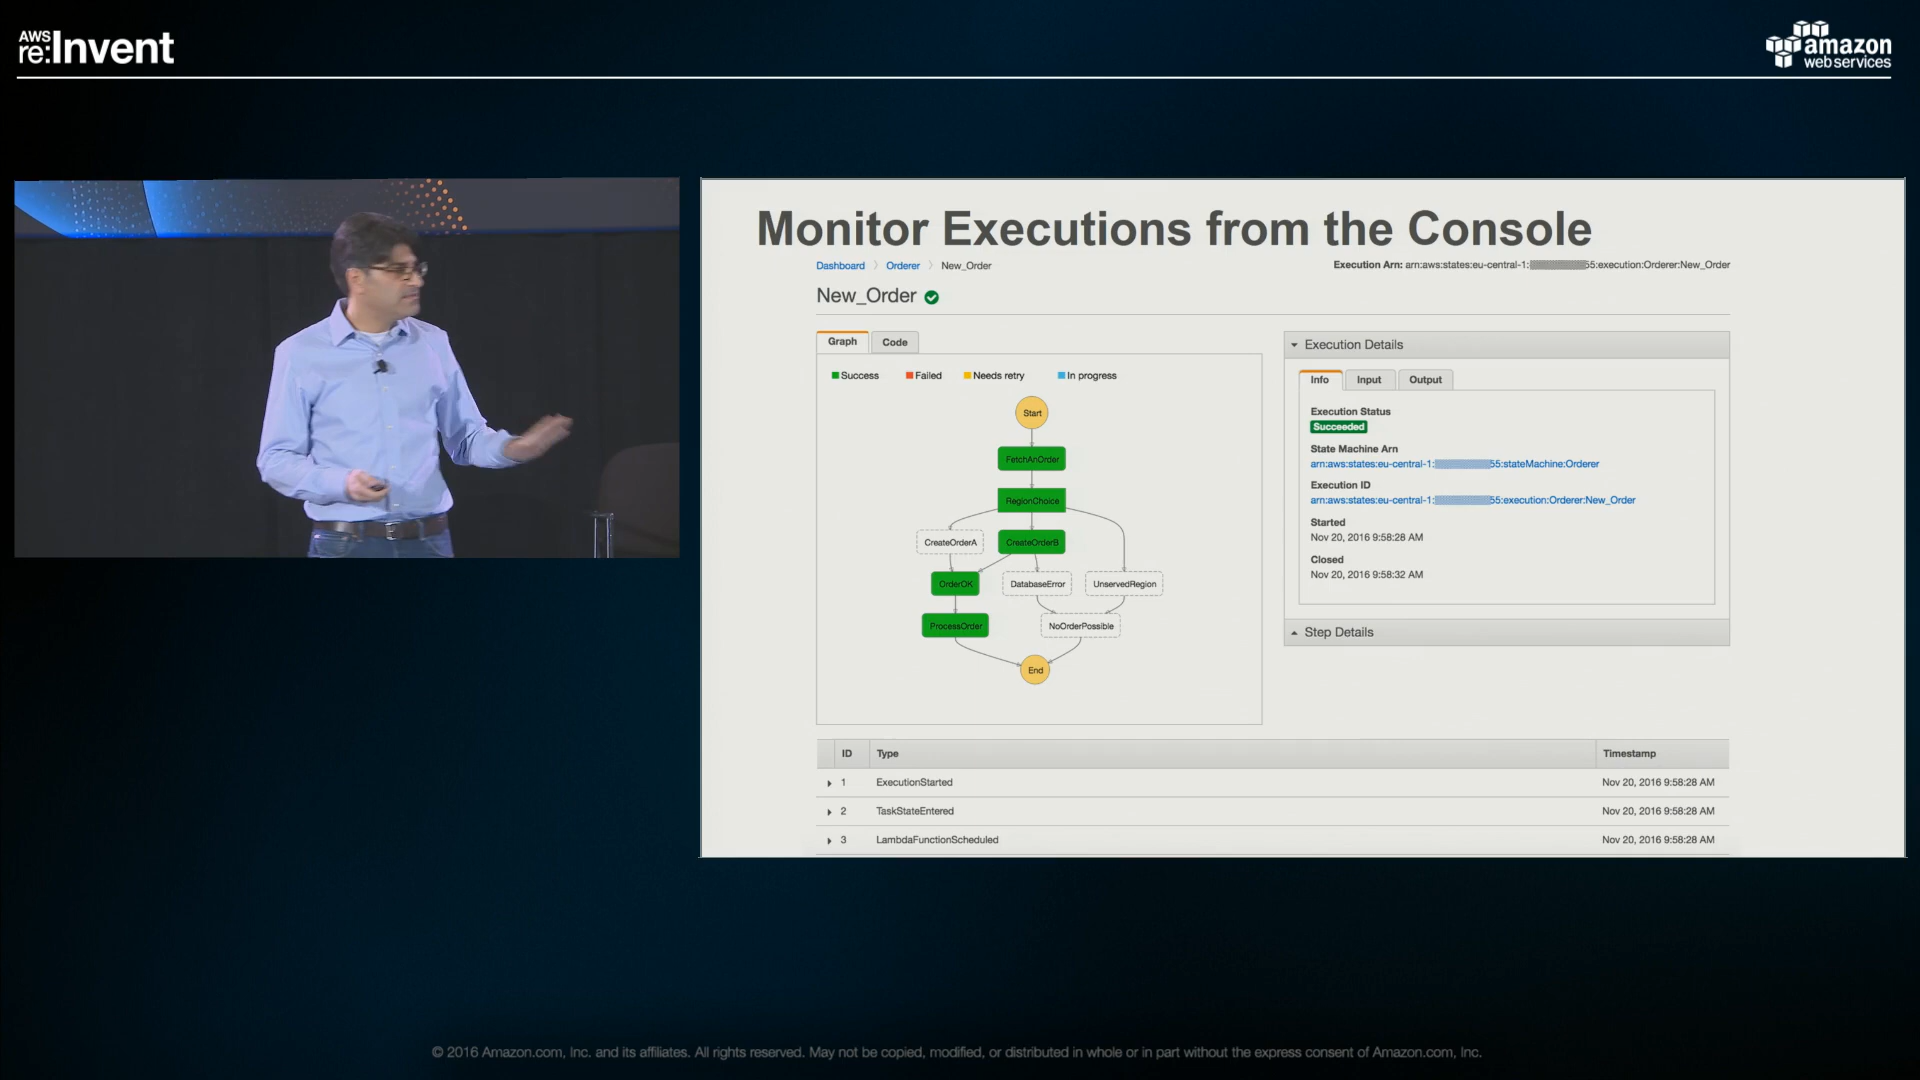 AWS
re:Invent
amazon
web services
Monitor Executions from the Console
Dashboard > Orderer > New_Order
Execution Arn: arn:aws:states:eu-central-1: 55:execution:Orderer:New_Order
New_Order
Graph Code
Success Failed Needs retry In progress
Start
FetchAnOrder
RegionChoice
CreateOrderA CreateOrderB
OrderOK DatabaseError UnservedRegion
ProcessOrder NoOrderPossible
End
Execution Details
Info Input Output
Execution Status
Succeeded
State Machine Arn
arn:aws:states:eu-central-1: 55:stateMachine:Orderer
Execution ID
arn:aws:states:eu-central-1: 55:execution:Orderer:New_Order
Started
Nov 20, 2016 9:58:28 AM
Closed
Nov 20, 2016 9:58:32 AM
Step Details
ID Type Timestamp
1 ExecutionStarted Nov 20, 2016 9:58:28 AM
2 TaskStateEntered Nov 20, 2016 9:58:28 AM
3 LambdaFunctionScheduled Nov 20, 2016 9:58:28 AM
© 2016 Amazon.com, Inc. and its affiliates. All rights reserved. May not be copied, modified, or distributed in whole or in part without the express consent of Amazon.com, Inc.